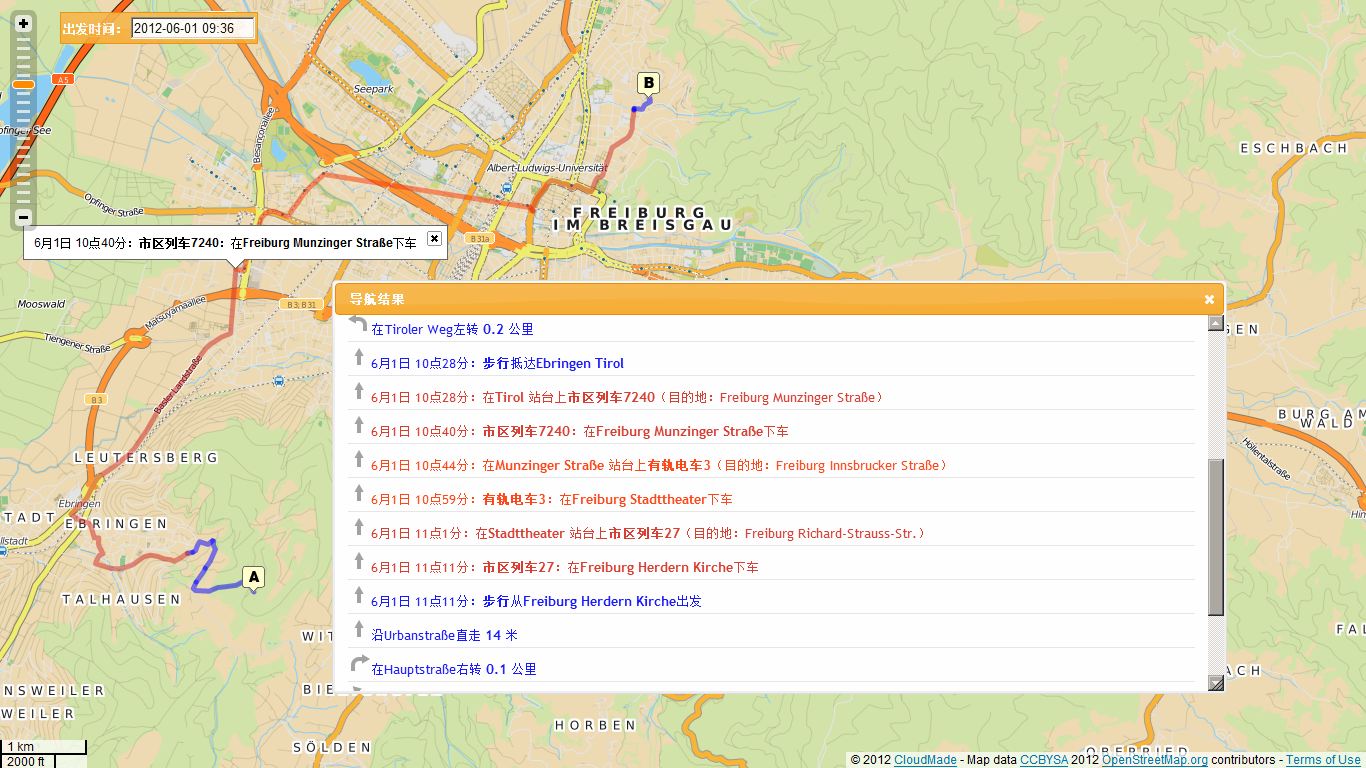 出发时间： 2012-06-01 09:36
A5
Seepark
B
Opfinger See
Besançonallee
ESCHBACH
Albert-Ludwigs-Universität
Opfinger Straße
FREIBURG
IM BREISGAU
B 31a
6月1日 10点40分：市区列车7240：在Freiburg Munzinger Straße下车
Mooswald
Matsuyamaallee
B 3; B 31
Tiengener Straße
Basler Landstraße
B 3
LEUTERSBERG
Ebringen
STADT
EBRINGEN
A
TALHAUSEN
WIT
BIE
NSWEILER
WEILER
SÖLDEN
HORBEN
导航结果
在Tiroler Weg左转 0.2 公里
6月1日 10点28分：步行抵达Ebringen Tirol
6月1日 10点28分：在Tirol 站台上市区列车7240（目的地：Freiburg Munzinger Straße）
6月1日 10点40分：市区列车7240：在Freiburg Munzinger Straße下车
6月1日 10点44分：在Munzinger Straße 站台上有轨电车3（目的地：Freiburg Innsbrucker Straße）
6月1日 10点59分：有轨电车3：在Freiburg Stadttheater下车
6月1日 11点1分：在Stadttheater 站台上市区列车27（目的地：Freiburg Richard-Strauss-Str.）
6月1日 11点11分：市区列车27：在Freiburg Herdern Kirche下车
6月1日 11点11分：步行从Freiburg Herdern Kirche出发
沿Urbanstraße直走 14 米
在Hauptstraße右转 0.1 公里
GEN
BURG AM
WALD
Höllentalstraße
FAL
ACH
OBERRIED
1 km
2000 ft
© 2012 CloudMade - Map data CCBYSA 2012 OpenStreetMap.org contributors - Terms of Use